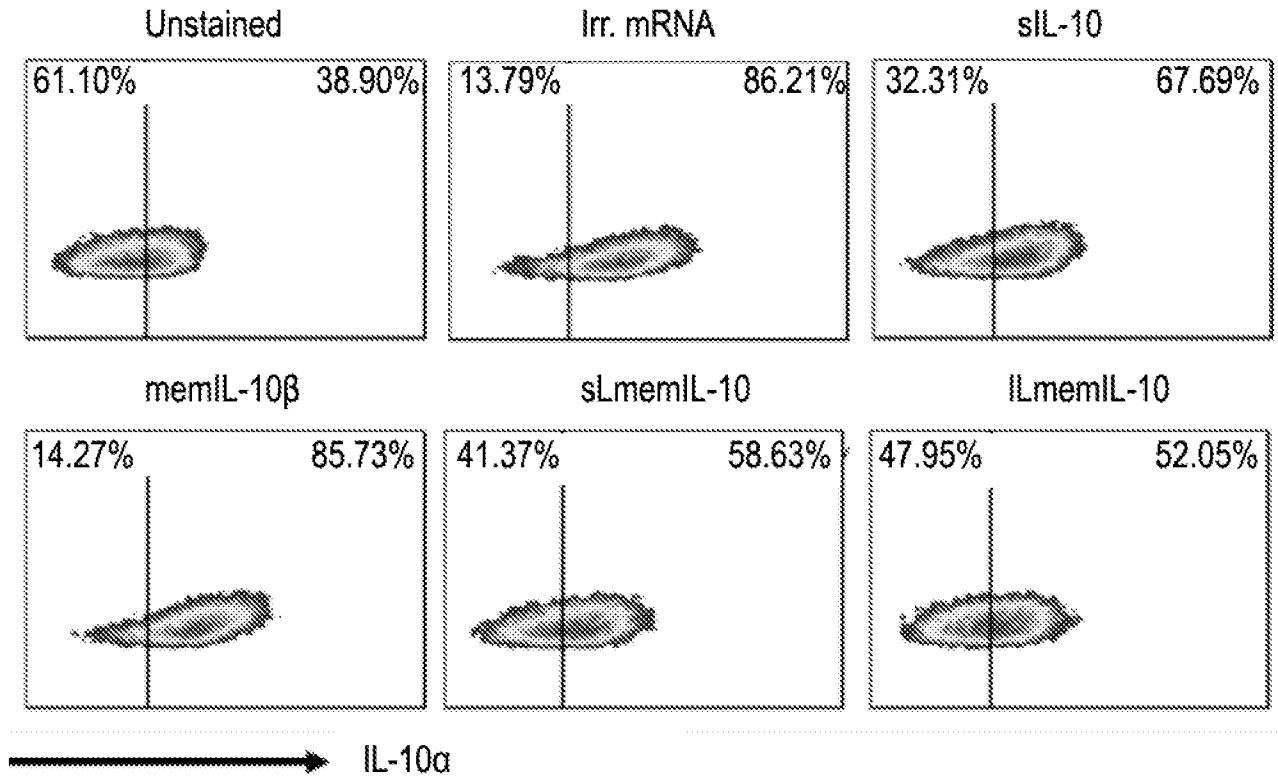 Unstained Irr. mRNA sIL-10
61.10% 38.90% 13.79% 86.21% 32.31% 67.69%
memIL-10β sLmemIL-10 lLmemIL-10
14.27% 85.73% 41.37% 58.63% 47.95% 52.05%
IL-10α